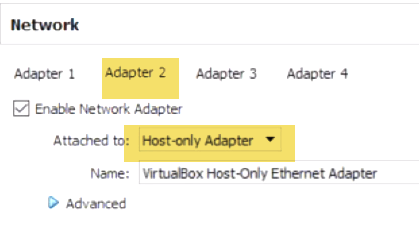 Network
Adapter 1 Adapter 2 Adapter 3 Adapter 4
Enable Network Adapter
Attached to: Host-only Adapter
Name: VirtualBox Host-Only Ethernet Adapter
Advanced